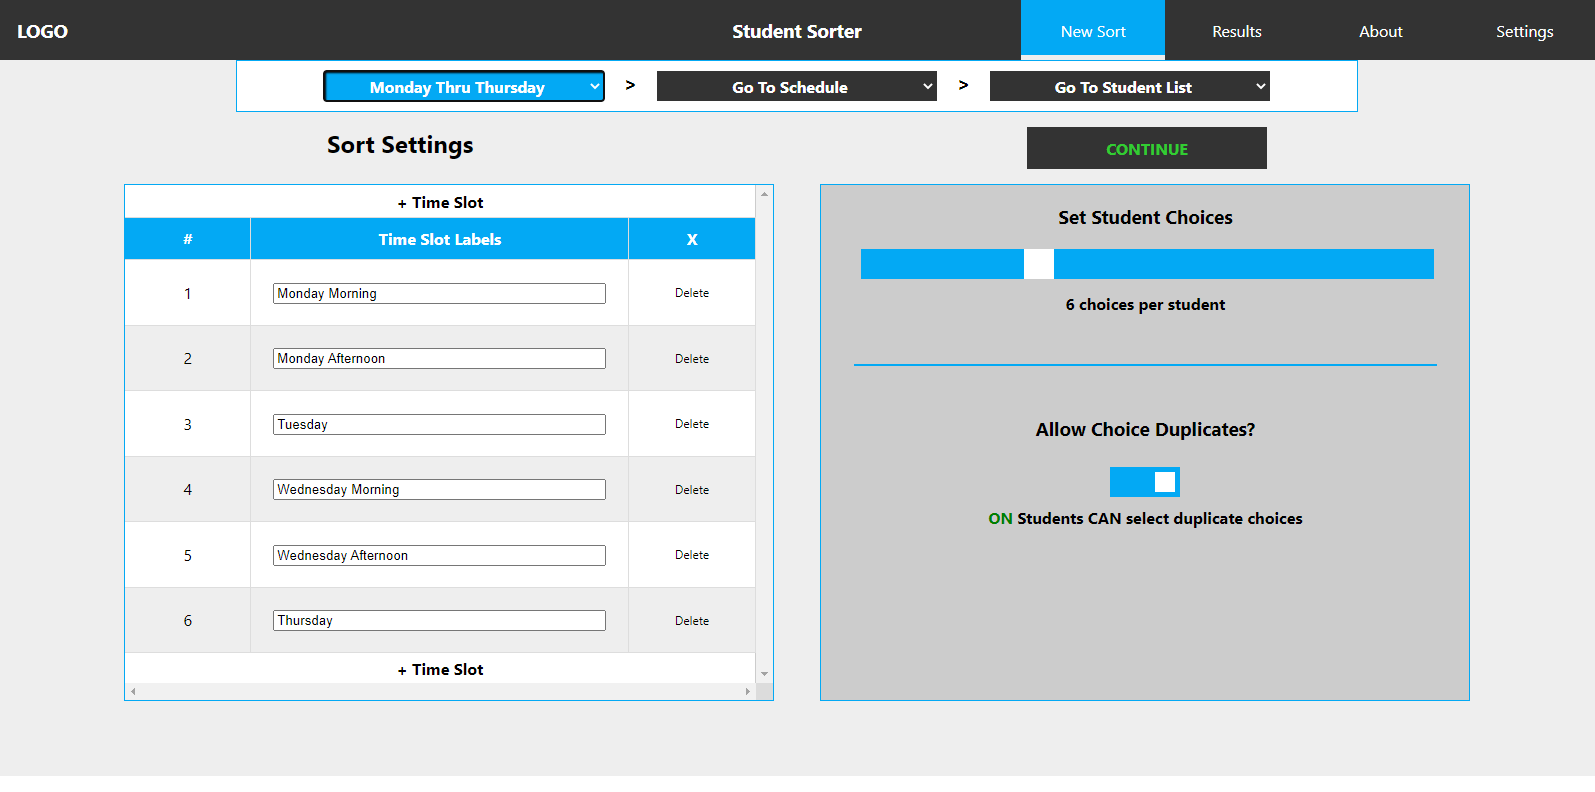 LOGO
Student Sorter
New Sort
Results
About
Settings
Monday Thru Thursday
>
Go To Schedule
>
Go To Student List
Sort Settings
CONTINUE
+ Time Slot
# Time Slot Labels X
1 Monday Morning Delete
2 Monday Afternoon Delete
3 Tuesday Delete
4 Wednesday Morning Delete
5 Wednesday Afternoon Delete
6 Thursday Delete
+ Time Slot
Set Student Choices
6 choices per student
Allow Choice Duplicates?
ON Students CAN select duplicate choices